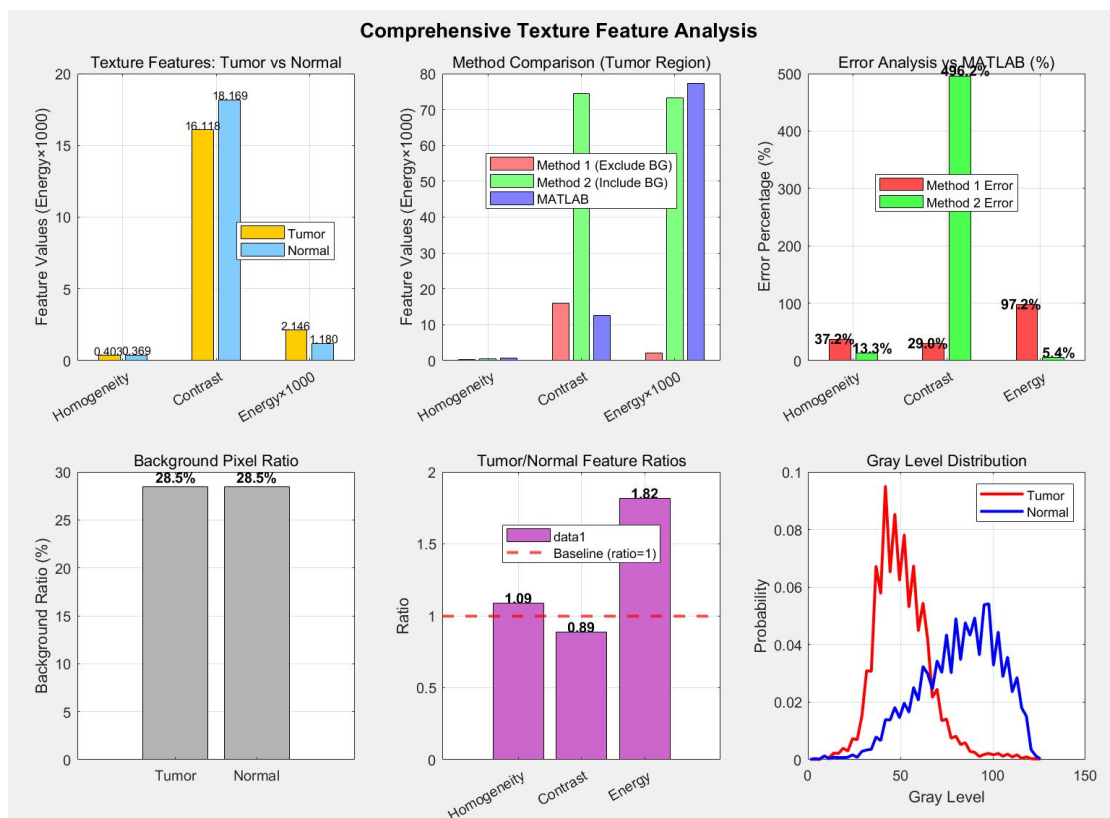 Comprehensive Texture Feature Analysis
Texture Features: Tumor vs Normal
Feature Values (Energy×1000)
20
15
10
5
0
0.403
0.369
16.118
18.169
2.146
1.180
Tumor
Normal
Homogeneity
Contrast
Energy×1000
Method Comparison (Tumor Region)
Feature Values (Energy×1000)
80
70
60
50
40
30
20
10
0
Method 1 (Exclude BG)
Method 2 (Include BG)
MATLAB
Homogeneity
Contrast
Energy×1000
Error Analysis vs MATLAB (%)
Error Percentage (%)
500
400
300
200
100
0
496.2%
Method 1 Error
Method 2 Error
37.2%
13.3%
29.0%
97.2%
5.4%
Homogeneity
Contrast
Energy
Background Pixel Ratio
Background Ratio (%)
30
25
20
15
10
5
0
28.5%
28.5%
Tumor
Normal
Tumor/Normal Feature Ratios
Ratio
2
1.5
1
0.5
0
1.09
0.89
1.82
data1
Baseline (ratio=1)
Homogeneity
Contrast
Energy
Gray Level Distribution
Probability
0.1
0.08
0.06
0.04
0.02
0
Tumor
Normal
0
50
100
150
Gray Level